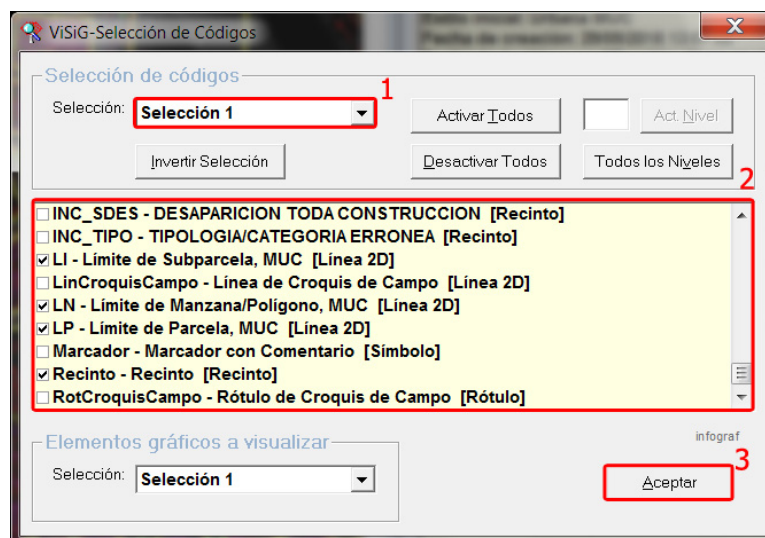 ViSiG-Selección de Códigos
Selección de códigos
1
Selección: Selección 1
Activar Todos
Act. Nivel
Invertir Selección
Desactivar Todos
Todos los Niveles
2
INC_SDES - DESAPARICION TODA CONSTRUCCION [Recinto]
INC_TIPO - TIPOLOGIA/CATEGORIA ERRONEA [Recinto]
LI - Límite de Subparcela, MUC [Línea 2D]
LinCroquisCampo - Línea de Croquis de Campo [Línea 2D]
LN - Límite de Manzana/Polígono, MUC [Línea 2D]
LP - Límite de Parcela, MUC [Línea 2D]
Marcador - Marcador con Comentario [Símbolo]
Recinto - Recinto [Recinto]
RotCroquisCampo - Rótulo de Croquis de Campo [Rótulo]
Elementos gráficos a visualizar
infograf
3
Selección: Selección 1
Aceptar